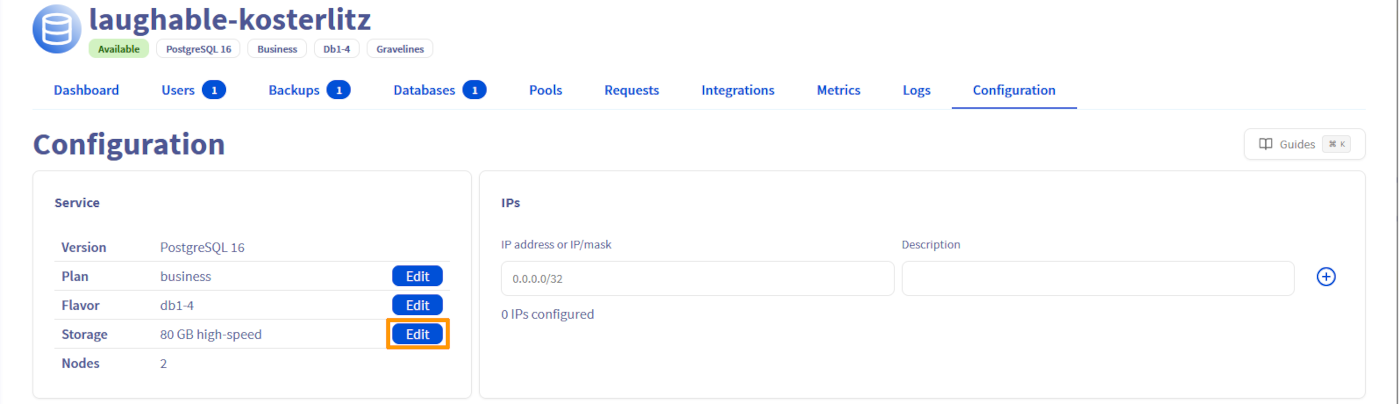 laughable-kosterlitz
Available PostgreSQL 16 Business Db1-4 Gravelines
Dashboard Users 1 Backups 1 Databases 1 Pools Requests Integrations Metrics Logs Configuration
Configuration
Guides ⌘ K
Service
Version PostgreSQL 16
Plan business Edit
Flavor db1-4 Edit
Storage 80 GB high-speed Edit
Nodes 2
IPs
IP address or IP/mask Description
0.0.0.0/32
0 IPs configured